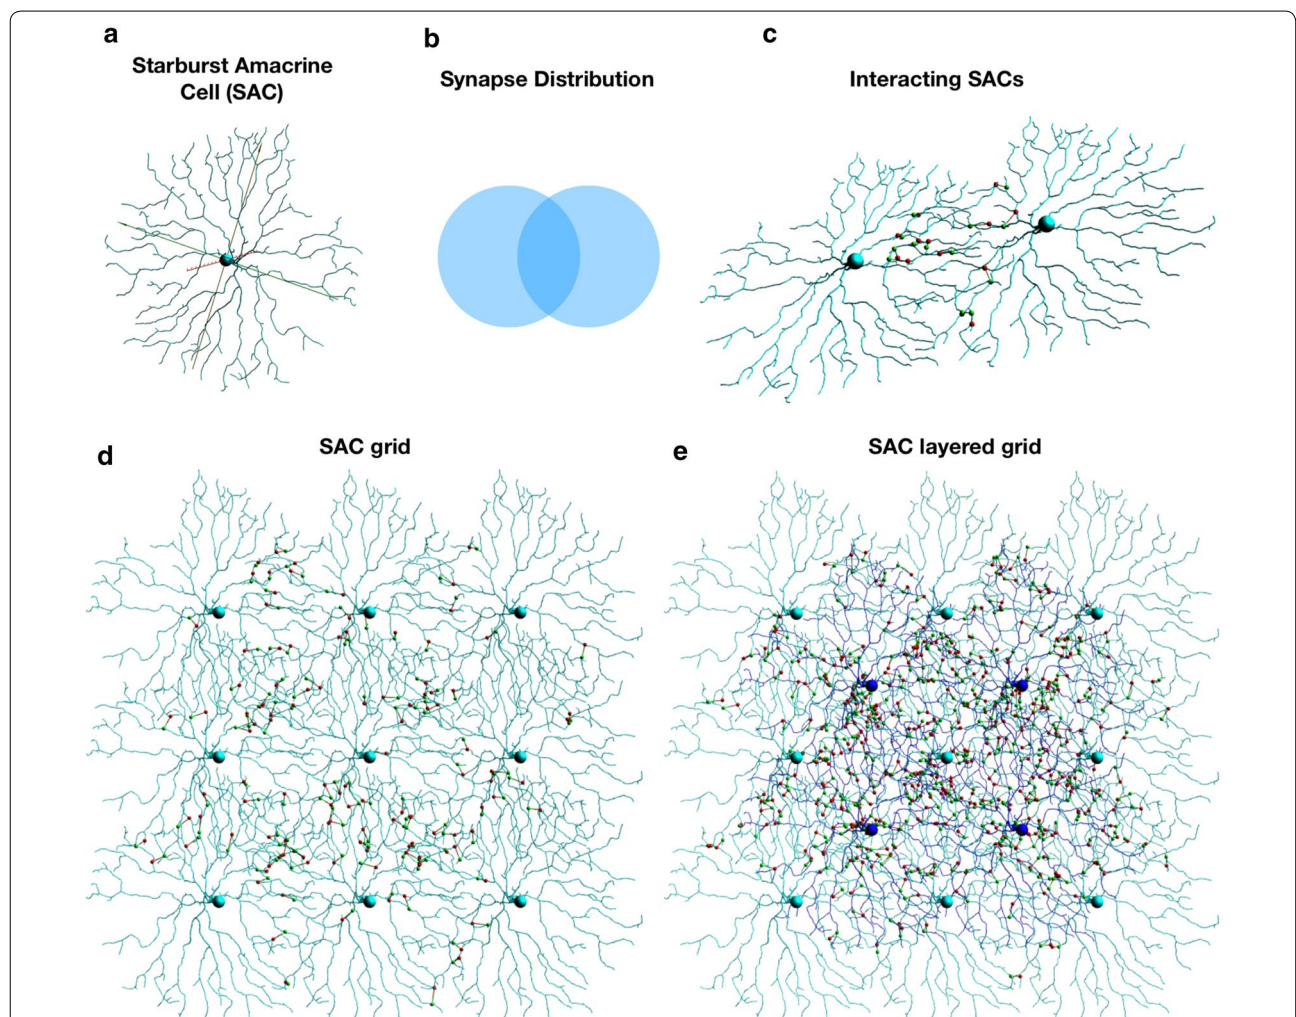 a
Starburst Amacrine
Cell (SAC)
b
Synapse Distribution
c
Interacting SACs
d
SAC grid
e
SAC layered grid